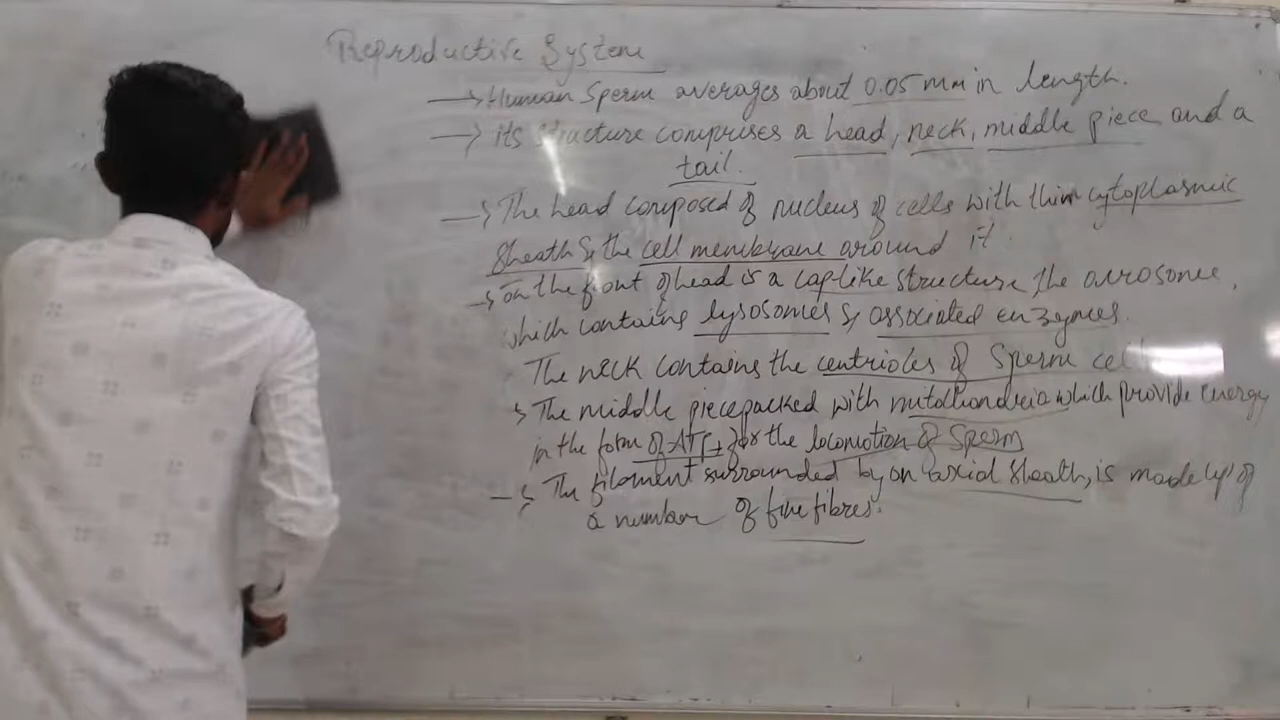 Reproductive System
→ Human Sperm averages about 0.05 mm in length.
→ its structure comprises a head, neck, middle piece and a
tail.
→ The head composed of nucleus of cells with thin cytoplasmic
sheath & the cell membrane around it.
→ on the front of head is a cap-like structure the acrosome,
which contains lysosomes & associated enzymes.
The neck contains the centrioles of Sperm cell
→ The middle piece packed with mitochondria which provide energy
in the form of ATP for the locomotion of Sperm
→ The filament surrounded by an axial sheath, is made up of
a number of fine fibres.